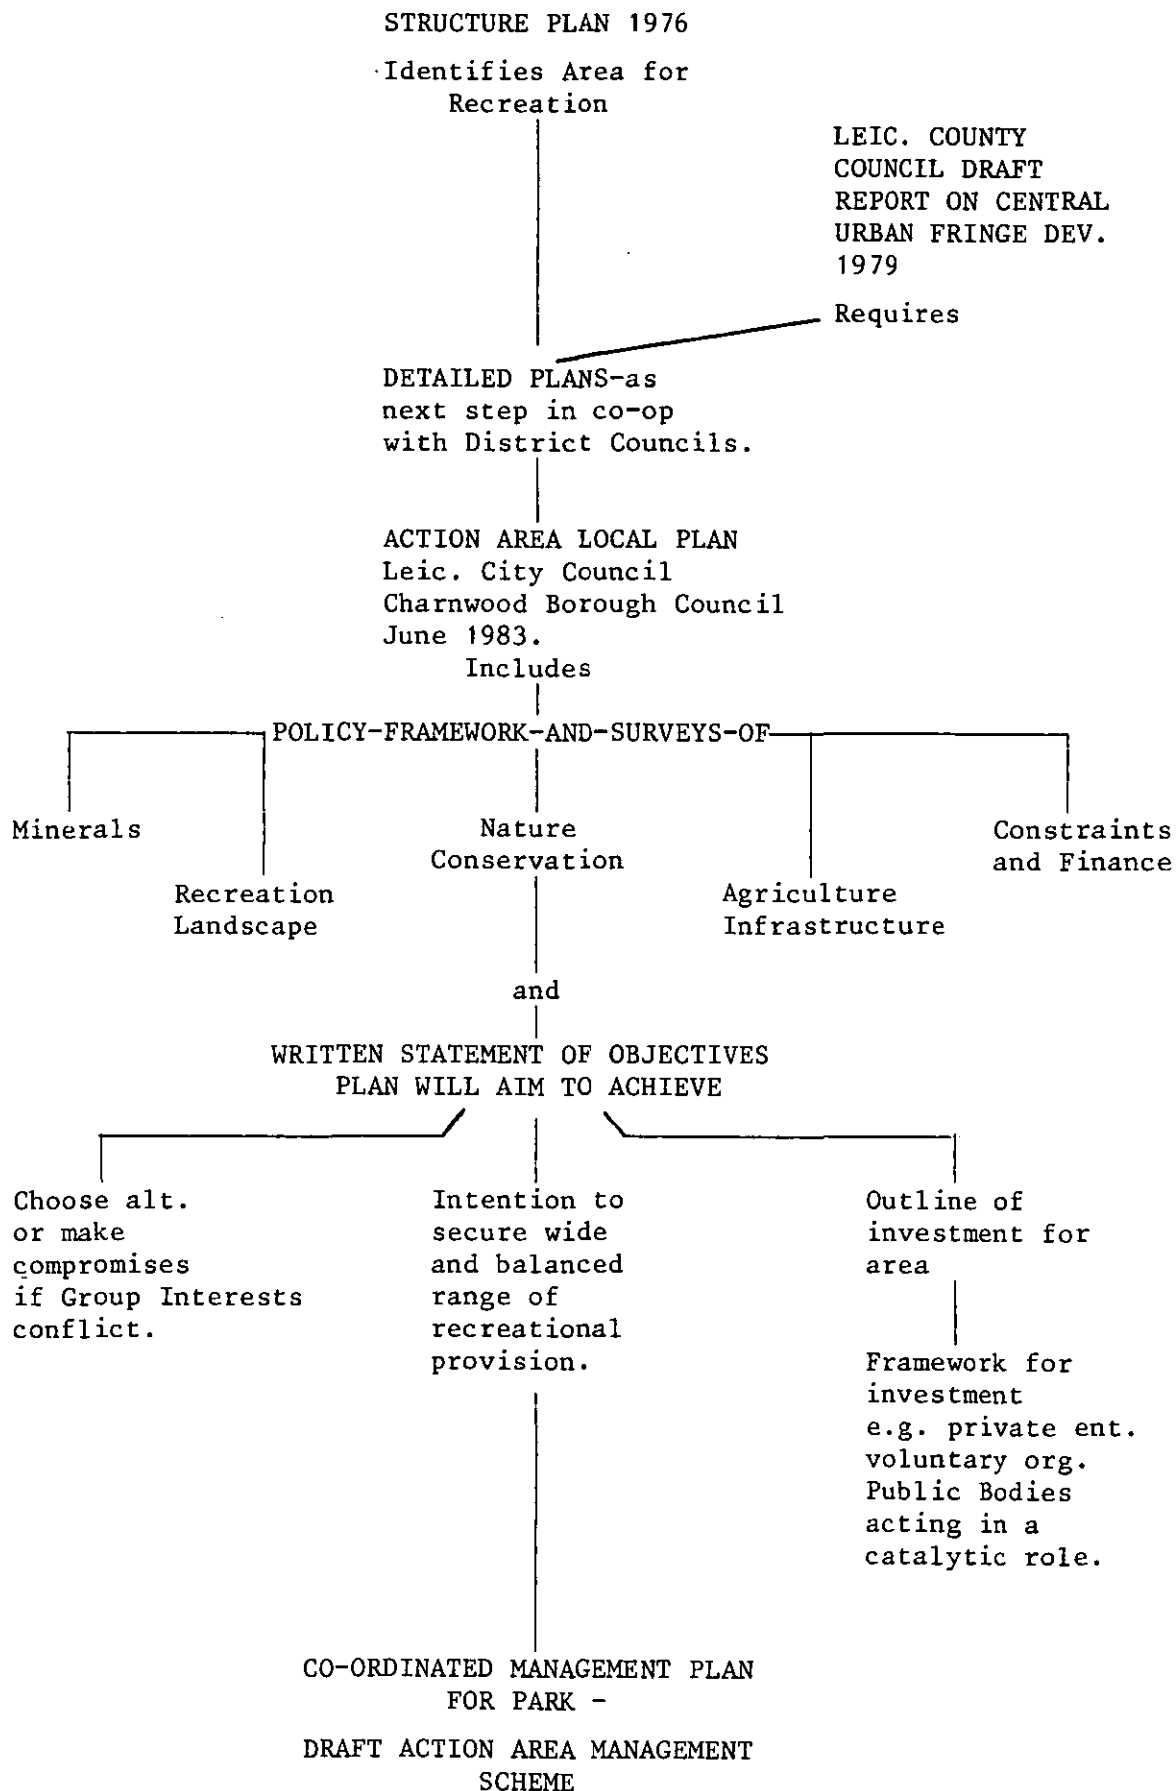 STRUCTURE PLAN 1976
Identifies Area for
Recreation
LEIC. COUNTY
COUNCIL DRAFT
REPORT ON CENTRAL
URBAN FRINGE DEV.
1979
Requires
DETAILED PLANS-as
next step in co-op
with District Councils.
ACTION AREA LOCAL PLAN
Leic. City Council
Charnwood Borough Council
June 1983.
Includes
POLICY-FRAMEWORK-AND-SURVEYS-OF
Minerals
Recreation
Landscape
Nature
Conservation
Agriculture
Infrastructure
Constraints
and Finance
and
WRITTEN STATEMENT OF OBJECTIVES
PLAN WILL AIM TO ACHIEVE
Choose alt.
or make
compromises
if Group Interests
conflict.
Intention to
secure wide
and balanced
range of
recreational
provision.
Outline of
investment for
area
Framework for
investment
e.g. private ent.
voluntary org.
Public Bodies
acting in a
catalytic role.
CO-ORDINATED MANAGEMENT PLAN
FOR PARK -
DRAFT ACTION AREA MANAGEMENT
SCHEME